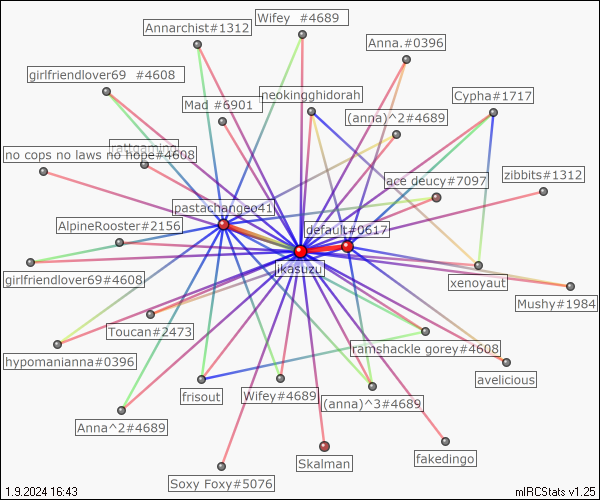 Wifey #4689
Annarchist#1312
Anna.#0396
girlfriendlover69 #4608
neokingghidorah
Cypha#1717
Mad #6901
(anna)^2#4689
rattgaming
no cops no laws no hope#4608
zibbits#1312
ace deucy#7097
pastachangeo41
AlpineRooster#2156
default#0617
ikasuzu
girlfriendlover69#4608
xenoyaut
Mushy#1984
Toucan#2473
hypomanianna#0396
ramshackle gorey#4608
avelicious
frisout
Wifey#4689
(anna)^3#4689
Anna^2#4689
fakedingo
Skalman
Soxy Foxy#5076
1.9.2024 16:43
mIRCStats v1.25